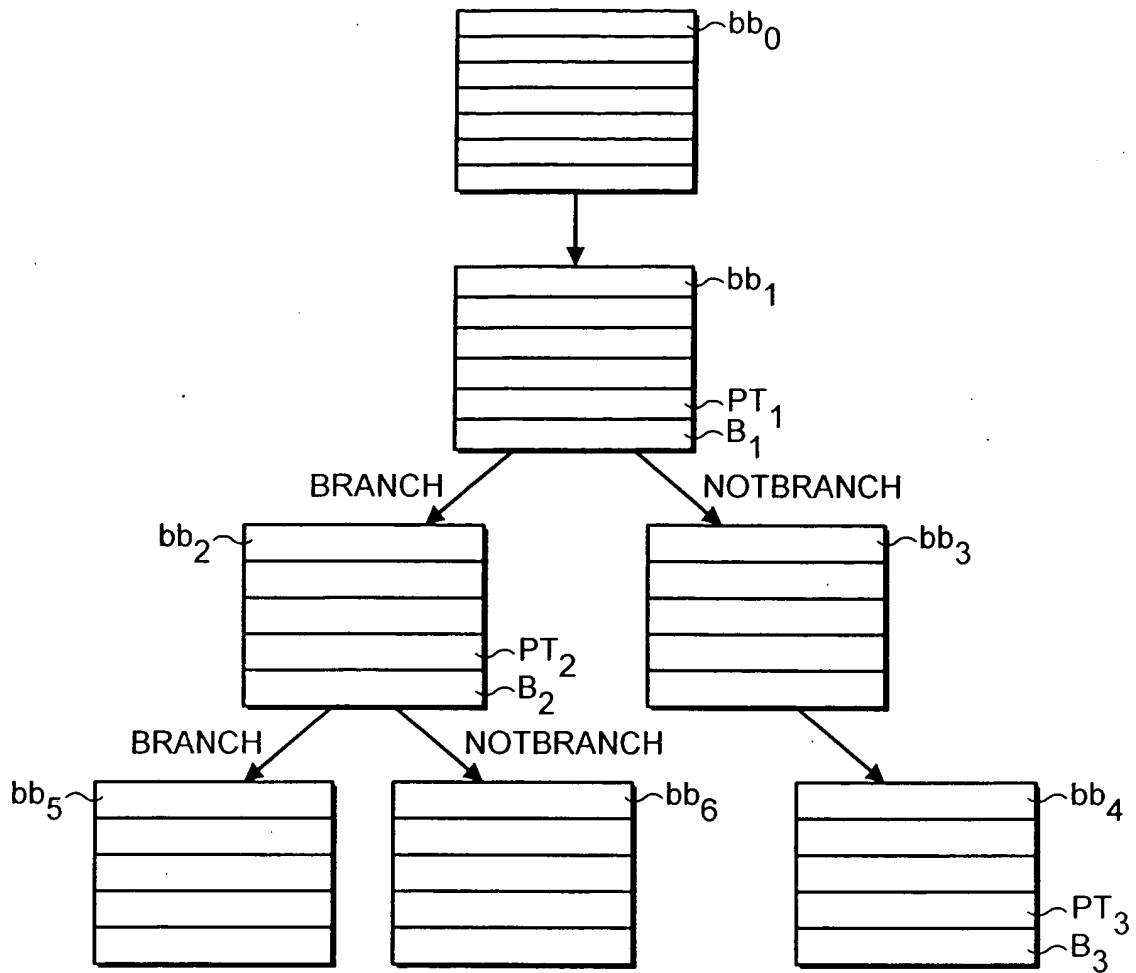 bb0
bb1
PT1
B1
BRANCH NOTBRANCH
bb2 bb3
PT2
B2
BRANCH NOTBRANCH
bb5 bb6 bb4
PT3
B3